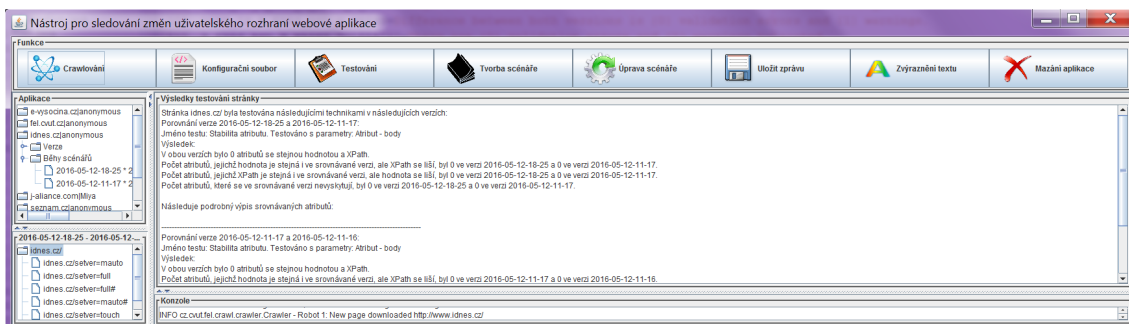 Nástroj pro sledování změn uživatelského rozhraní webové aplikace
Funkce
Crawlování
Konfigurační soubor
Testování
Tvorba scénáře
Úprava scénáře
Uložit zprávu
Zvýraznění textu
Mazání aplikace
Aplikace
e-vysocina.cz|anonymous
fel.cvut.cz|anonymous
idnes.cz|anonymous
Verze
Běhy scénářů
2016-05-12-18-25 * 2
2016-05-12-11-17 * 2
j-alliance.com|Miya
seznam.cz|anonymous
2016-05-12-18-25 - 2016-05-12-...
idnes.cz/
idnes.cz/setver=mauto
idnes.cz/setver=full
idnes.cz/setver=full#
idnes.cz/setver=mauto#
idnes.cz/setver=touch
Výsledky testování stránky
Stránka idnes.cz/ byla testována následujícími technikami v následujících verzích:
Porovnání verze 2016-05-12-18-25 a 2016-05-12-11-17:
Jméno testu: Stabilita atributu. Testováno s parametry: Atribut - body
Výsledek:
V obou verzích bylo 0 atributů se stejnou hodnotou a XPath.
Počet atributů, jejichž hodnota je stejná i ve srovnávané verzi, ale XPath se liší, byl 0 ve verzi 2016-05-12-18-25 a 0 ve verzi 2016-05-12-11-17.
Počet atributů, jejichž XPath je stejná i ve srovnávané verzi, ale hodnota se liší, byl 0 ve verzi 2016-05-12-18-25 a 0 ve verzi 2016-05-12-11-17.
Počet atributů, které se ve srovnávané verzi nevyskytují, byl 0 ve verzi 2016-05-12-18-25 a 0 ve verzi 2016-05-12-11-17.
Následuje podrobný výpis srovnávaných atributů:
Porovnání verze 2016-05-12-11-17 a 2016-05-12-11-16:
Jméno testu: Stabilita atributu. Testováno s parametry: Atribut - body
Výsledek:
V obou verzích bylo 0 atributů se stejnou hodnotou a XPath.
Počet atributů, jejichž hodnota je stejná i ve srovnávané verzi, ale XPath se liší, byl 0 ve verzi 2016-05-12-11-17 a 0 ve verzi 2016-05-12-11-16.
Konzole
INFO cz.cvut.fel.crawl.crawler.Crawler - Robot 1: New page downloaded http://www.idnes.cz/